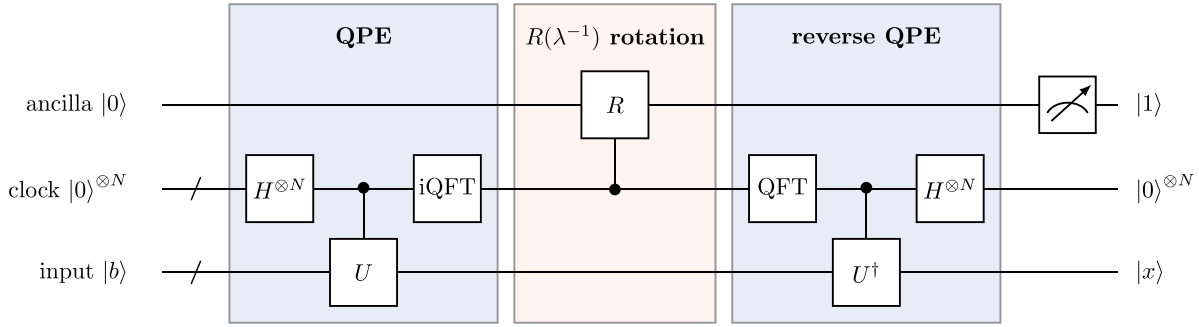 QPE
R(λ⁻¹) rotation
reverse QPE
ancilla |0⟩
R
|1⟩
clock |0⟩^⊗N
H^⊗N
iQFT
QFT
H^⊗N
|0⟩^⊗N
input |b⟩
U
U†
|x⟩